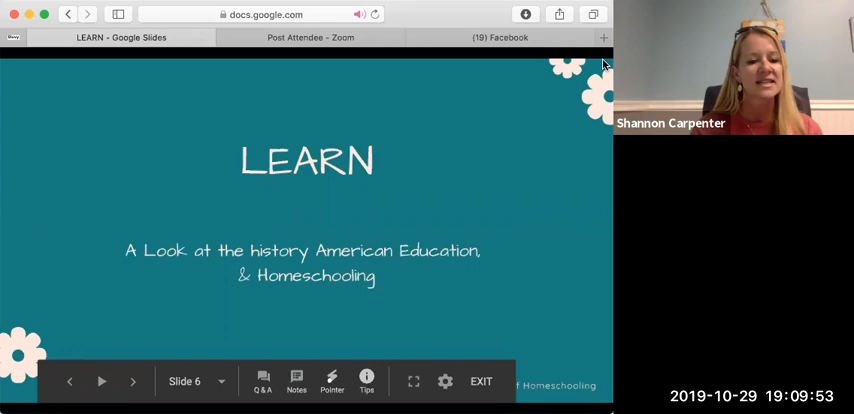 docs.google.com
LEARN - Google Slides
Post Attendee - Zoom
(19) Facebook
Shannon Carpenter
LEARN
A Look at the history American Education,
& Homeschooling
Slide 6
Q & A
Notes
Pointer
Tips
EXIT
f Homeschooling
2019-10-29 19:09:53